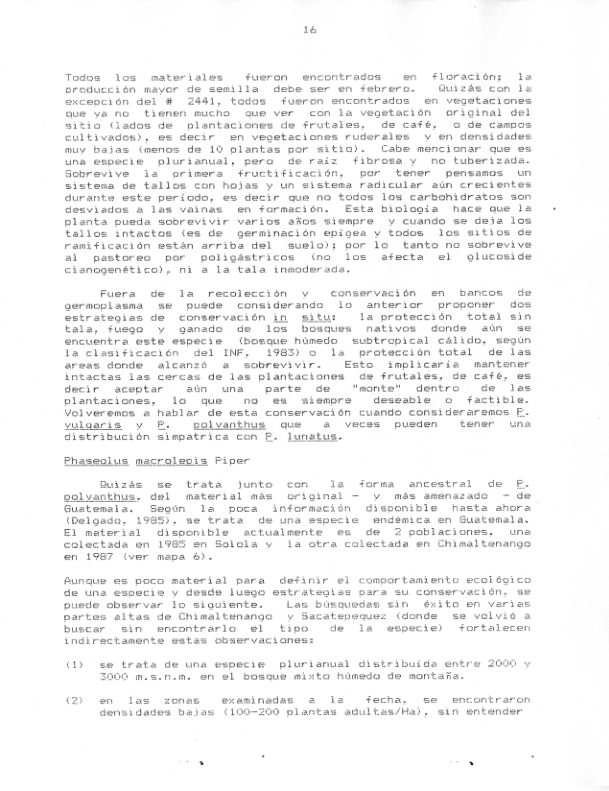 16
Todos los materiales fueron encontrados en floración; la
producción mayor de semilla debe ser en febrero. Quizás con la
excepción del # 2441, todos fueron encontrados en vegetaciones
que ya no tienen mucho que ver con la vegetación original del
sitio (lados de plantaciones de frutales, de café, o de campos
cultivados), es decir en vegetaciones ruderales y en densidades
muy bajas (menos de 10 plantas por sitio). Cabe mencionar que es
una especie plurianual, pero de raíz fibrosa y no tuberizada.
Sobrevive la primera fructificación, por tener pensamos un
sistema de tallos con hojas y un sistema radicular aún crecientes
durante este período, es decir que no todos los carbohidratos son
desviados a las vainas en formación. Esta biología hace que la
planta pueda sobrevivir varios años siempre y cuando se deja los
tallos intactos (es de germinación epígea y todos los sitios de
ramificación están arriba del suelo); por lo tanto no sobrevive
al pastoreo por poligástricos (no los afecta el glucoside
cianogenético), ni a la tala inmoderada.
Fuera de la recolección y conservación en bancos de
germoplasma se puede considerando lo anterior proponer dos
estrategias de conservación in situ: la protección total sin
tala, fuego y ganado de los bosques nativos donde aún se
encuentra este especie (bosque húmedo subtropical cálido, según
la clasificación del INF, 1983) o la protección total de las
areas donde alcanzó a sobrevivir. Esto implicaría mantener
intactas las cercas de las plantaciones de frutales, de café, es
decir aceptar aún una parte de "monte" dentro de las
plantaciones, lo que no es siempre deseable o factible.
Volveremos a hablar de esta conservación cuando consideraremos P.
vulgaris y P. polyanthus que a veces pueden tener una
distribución simpatrica con P. lunatus.
Phaseolus macrolepis Piper
Quizás se trata junto con la forma ancestral de P.
polyanthus, del material más original - y más amenazado - de
Guatemala. Según la poca información disponible hasta ahora
(Delgado, 1985), se trata de una especie endémica en Guatemala.
El material disponible actualmente es de 2 poblaciones, una
colectada en 1985 en Solola y la otra colectada en Chimaltenango
en 1987 (ver mapa 6).
Aunque es poco material para definir el comportamiento ecológico
de una especie y desde luego estrategias para su conservación, se
puede observar lo siguiente. Las búsquedas sin éxito en varias
partes altas de Chimaltenango y Sacatepequez (donde se volvió a
buscar sin encontrarlo el tipo de la especie) fortalecen
indirectamente estas observaciones:
(1) se trata de una especie plurianual distribuída entre 2000 y
3000 m.s.n.m. en el bosque mixto húmedo de montaña.
(2) en las zonas examinadas a la fecha, se encontraron
densidades bajas (100-200 plantas adultas/Ha), sin entender